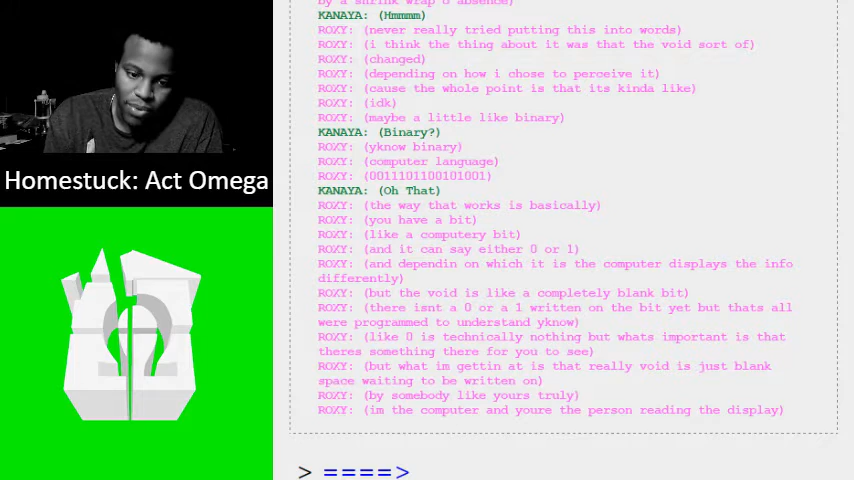 Homestuck: Act Omega
by a shrink wrap o absence)
KANAYA: (Hmmmm)
ROXY: (never really tried putting this into words)
ROXY: (i think the thing about it was that the void sort of)
ROXY: (changed)
ROXY: (depending on how i chose to perceive it)
ROXY: (cause the whole point is that its kinda like)
ROXY: (idk)
ROXY: (maybe a little like binary)
KANAYA: (Binary?)
ROXY: (yknow binary)
ROXY: (computer language)
ROXY: (0011101100101001)
KANAYA: (Oh That)
ROXY: (the way that works is basically)
ROXY: (you have a bit)
ROXY: (like a computery bit)
ROXY: (and it can say either 0 or 1)
ROXY: (and dependin on which it is the computer displays the info
differently)
ROXY: (but the void is like a completely blank bit)
ROXY: (there isnt a 0 or a 1 written on the bit yet but thats all
were programmed to understand yknow)
ROXY: (like 0 is technically nothing but whats important is that
theres something there for you to see)
ROXY: (but what im gettin at is that really void is just blank
space waiting to be written on)
ROXY: (by somebody like yours truly)
ROXY: (im the computer and youre the person reading the display)
> ====>